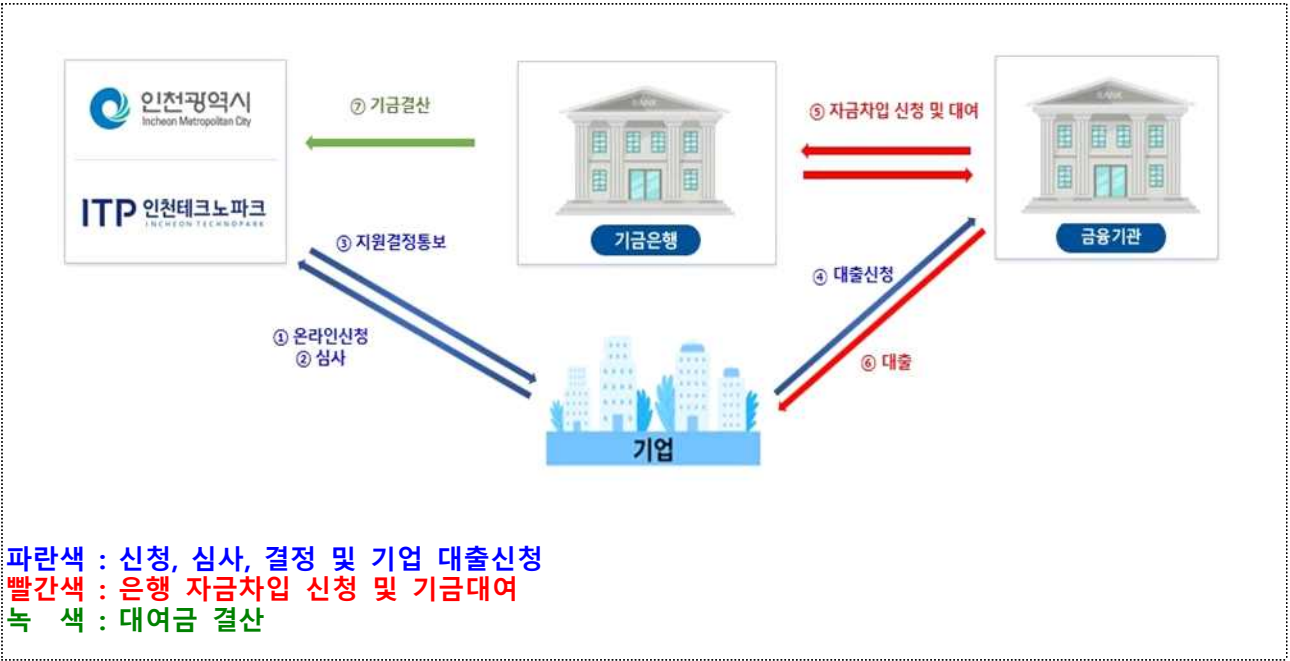 인천광역시
Incheon Metropolitan City
ITP 인천테크노파크
INCHEON TECHNOPARK
⑦ 기금결산
BANK
기금은행
⑤ 자금차입 신청 및 대여
BANK
금융기관
③ 지원결정통보
① 온라인신청
② 심사
④ 대출신청
⑥ 대출
기업
파란색 : 신청, 심사, 결정 및 기업 대출신청
빨간색 : 은행 자금차입 신청 및 기금대여
녹 색 : 대여금 결산